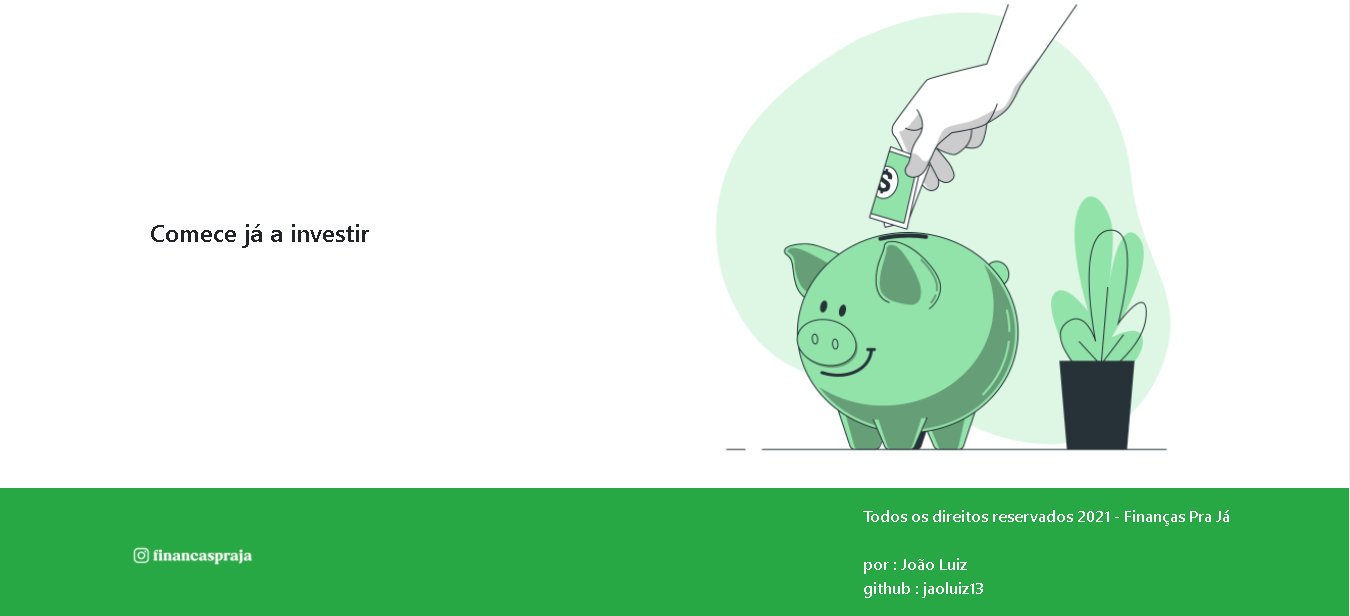 Comece já a investir
$
Todos os direitos reservados 2021 - Finanças Pra Já
financaspraja
por : João Luiz
github : jaoluiz13